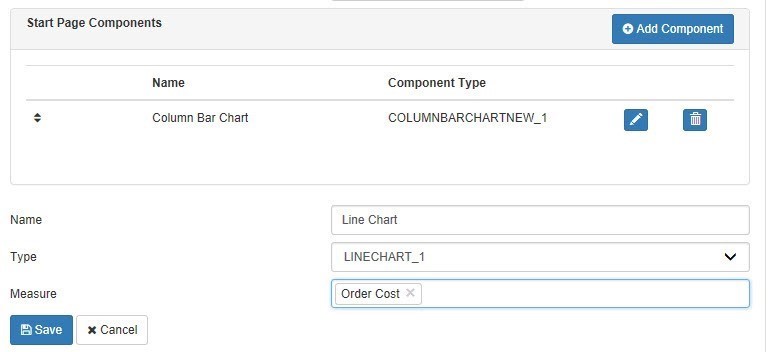 Start Page Components
Add Component
Name Component Type
Column Bar Chart COLUMNBARCHARTNEW_1
Name Line Chart
Type LINECHART_1
Measure Order Cost
Save Cancel